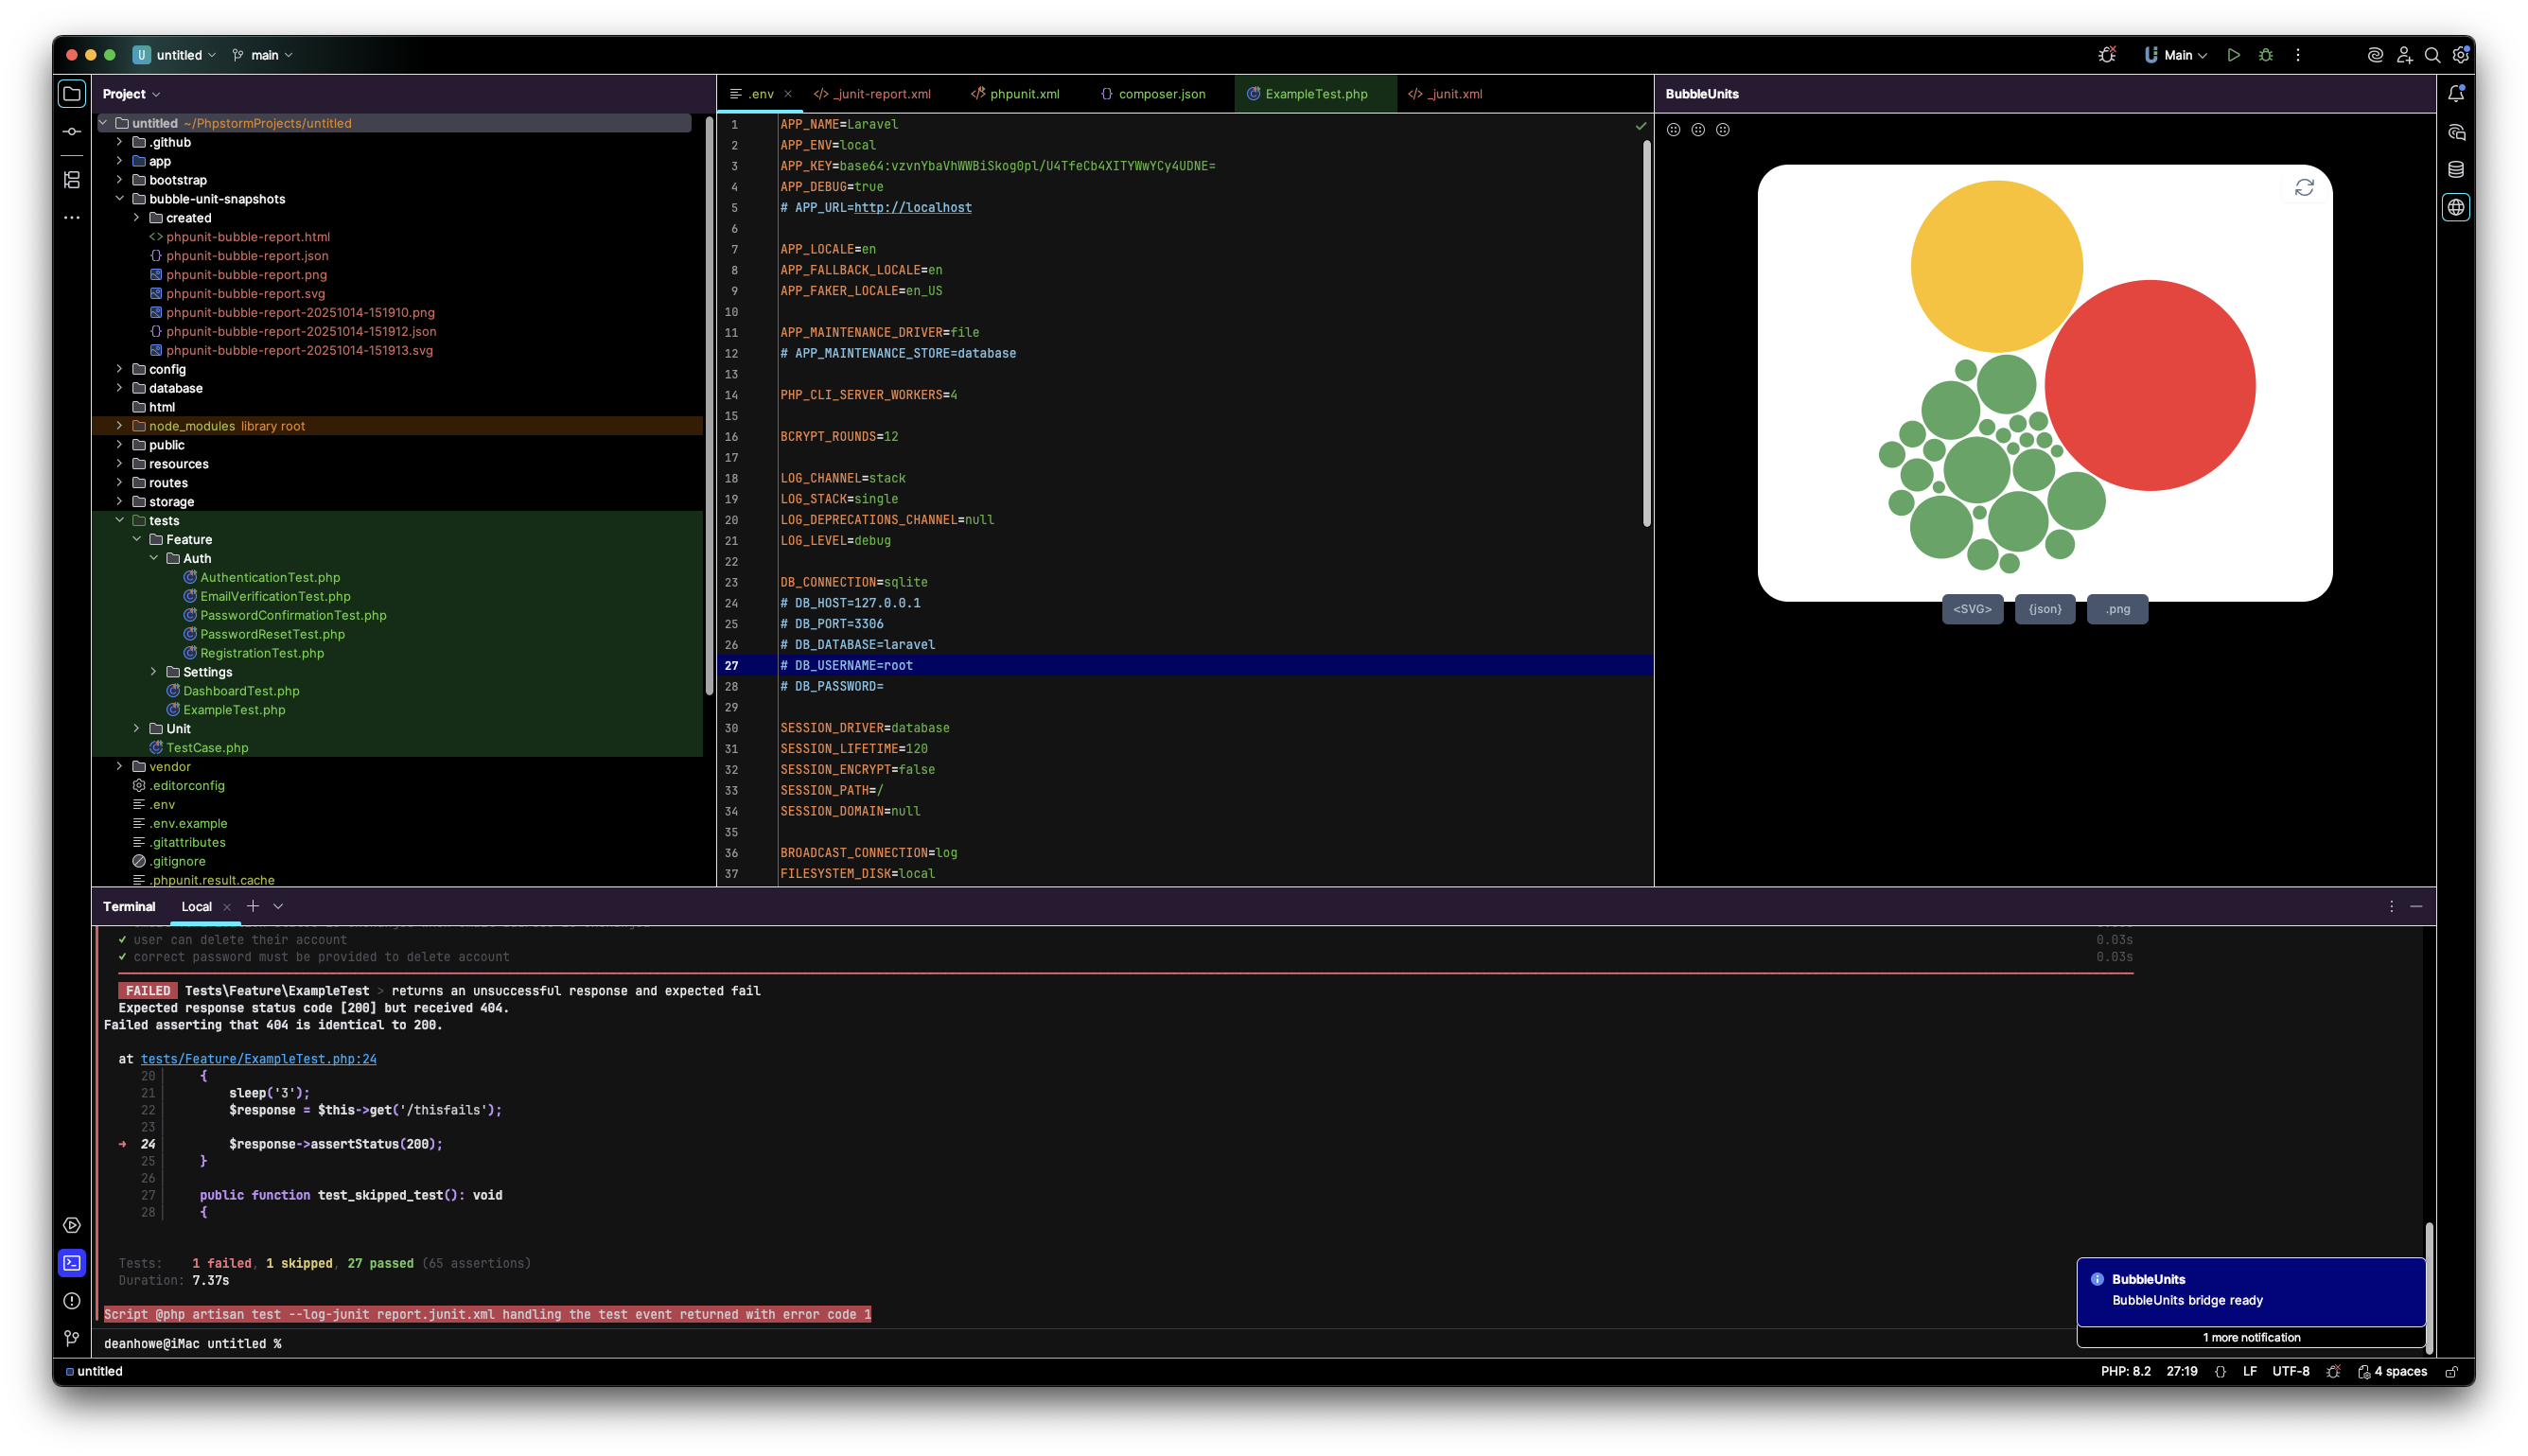 untitled
main
Main
Project
untitled ~/PhpstormProjects/untitled
.github
app
bootstrap
bubble-unit-snapshots
created
phpunit-bubble-report.html
phpunit-bubble-report.json
phpunit-bubble-report.png
phpunit-bubble-report.svg
phpunit-bubble-report-20251014-151910.png
phpunit-bubble-report-20251014-151912.json
phpunit-bubble-report-20251014-151913.svg
config
database
html
node_modules library root
public
resources
routes
storage
tests
Feature
Auth
AuthenticationTest.php
EmailVerificationTest.php
PasswordConfirmationTest.php
PasswordResetTest.php
RegistrationTest.php
Settings
DashboardTest.php
ExampleTest.php
Unit
TestCase.php
vendor
.editorconfig
.env
.env.example
.gitattributes
.gitignore
.phpunit.result.cache
.env
_junit-report.xml
phpunit.xml
composer.json
ExampleTest.php
_junit.xml
1 APP_NAME=Laravel
2 APP_ENV=local
3 APP_KEY=base64:vzvnYbaVhWWBiSkog0pl/U4TfeCb4XITYWwYCy4UDNE=
4 APP_DEBUG=true
5 # APP_URL=http://localhost
6
7 APP_LOCALE=en
8 APP_FALLBACK_LOCALE=en
9 APP_FAKER_LOCALE=en_US
10
11 APP_MAINTENANCE_DRIVER=file
12 # APP_MAINTENANCE_STORE=database
13
14 PHP_CLI_SERVER_WORKERS=4
15
16 BCRYPT_ROUNDS=12
17
18 LOG_CHANNEL=stack
19 LOG_STACK=single
20 LOG_DEPRECATIONS_CHANNEL=null
21 LOG_LEVEL=debug
22
23 DB_CONNECTION=sqlite
24 # DB_HOST=127.0.0.1
25 # DB_PORT=3306
26 # DB_DATABASE=laravel
27 # DB_USERNAME=root
28 # DB_PASSWORD=
29
30 SESSION_DRIVER=database
31 SESSION_LIFETIME=120
32 SESSION_ENCRYPT=false
33 SESSION_PATH=/
34 SESSION_DOMAIN=null
35
36 BROADCAST_CONNECTION=log
37 FILESYSTEM_DISK=local
BubbleUnits
<SVG>
{json}
.png
Terminal
Local
✓ user can delete their account 0.03s
✓ correct password must be provided to delete account 0.03s
FAILED Tests\Feature\ExampleTest > returns an unsuccessful response and expected fail
Expected response status code [200] but received 404.
Failed asserting that 404 is identical to 200.
at tests/Feature/ExampleTest.php:24
20 {
21 sleep('3');
22 $response = $this->get('/thisfails');
23
→ 24 $response->assertStatus(200);
25 }
26
27 public function test_skipped_test(): void
28 {
Tests: 1 failed, 1 skipped, 27 passed (65 assertions)
Duration: 7.37s
Script @php artisan test --log-junit report.junit.xml handling the test event returned with error code 1
deanhowe@iMac untitled %
BubbleUnits
BubbleUnits bridge ready
1 more notification
untitled
PHP: 8.2
27:19
LF
UTF-8
4 spaces